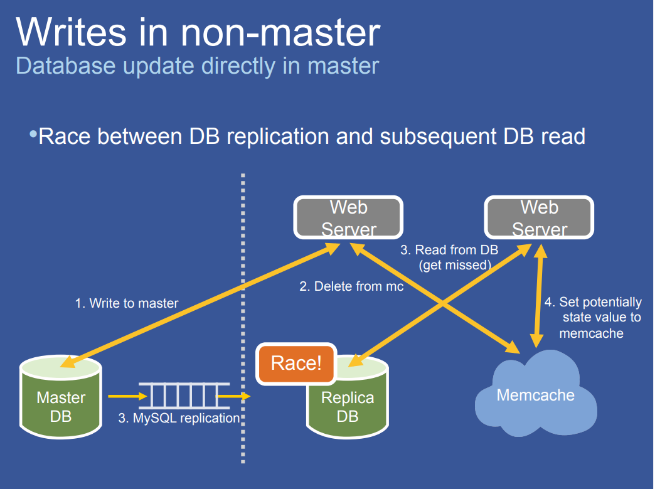 Writes in non-master
Database update directly in master
•Race between DB replication and subsequent DB read
Web
Server
Web
Server
3. Read from DB
(get missed)
2. Delete from mc
1. Write to master
4. Set potentially
state value to
memcache
Race!
Master
DB
3. MySQL replication
Replica
DB
Memcache